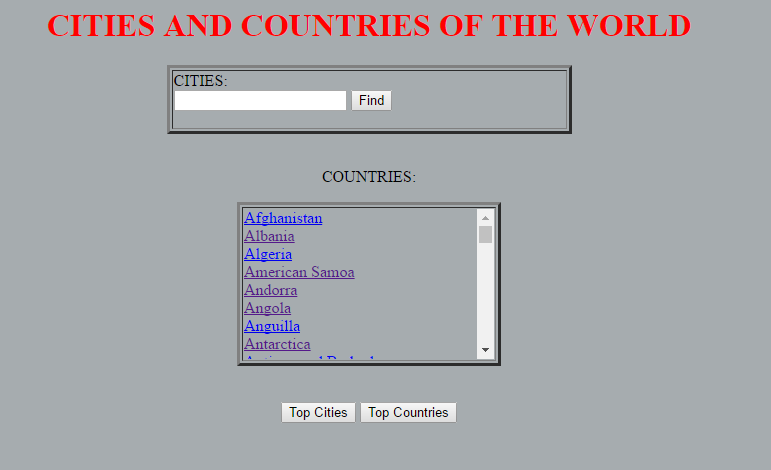 CITIES AND COUNTRIES OF THE WORLD
CITIES:
Find
COUNTRIES:
Afghanistan
Albania
Algeria
American Samoa
Andorra
Angola
Anguilla
Antarctica
Top Cities Top Countries